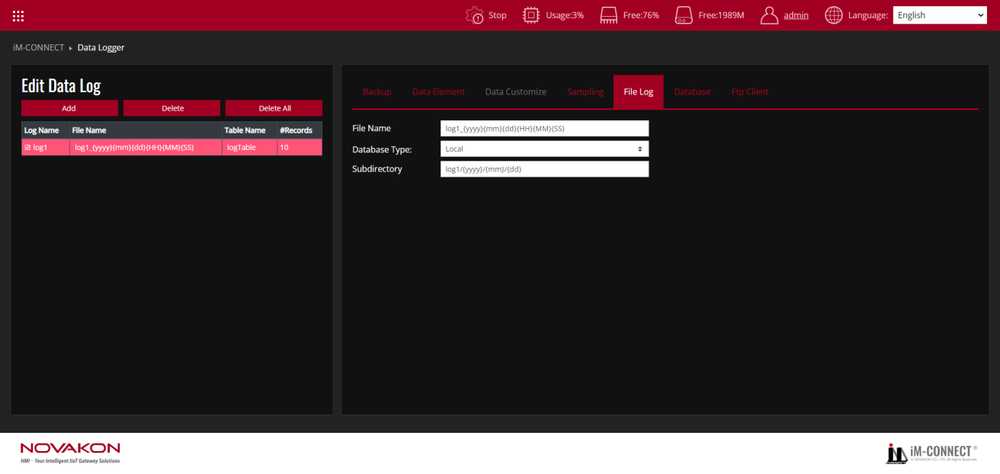 Stop Usage:3% Free:76% Free:1989M admin Language: English
iM-CONNECT ▸ Data Logger
Edit Data Log
Add Delete Delete All
Log Name File Name Table Name #Records
log1 log1_{yyyy}{mm}{dd}{HH}{MM}{SS} logTable 10
Backup Data Element Data Customize Sampling File Log Database Ftp Client
File Name log1_{yyyy}{mm}{dd}{HH}{MM}{SS}
Database Type: Local
Subdirectory log1/{yyyy}/{mm}/{dd}
NOVAKON
HMI—Your Intelligent IIoT Gateway Solutions
iM-CONNECT®
© NOVAKON CO., LTD. All Rights Reserved.